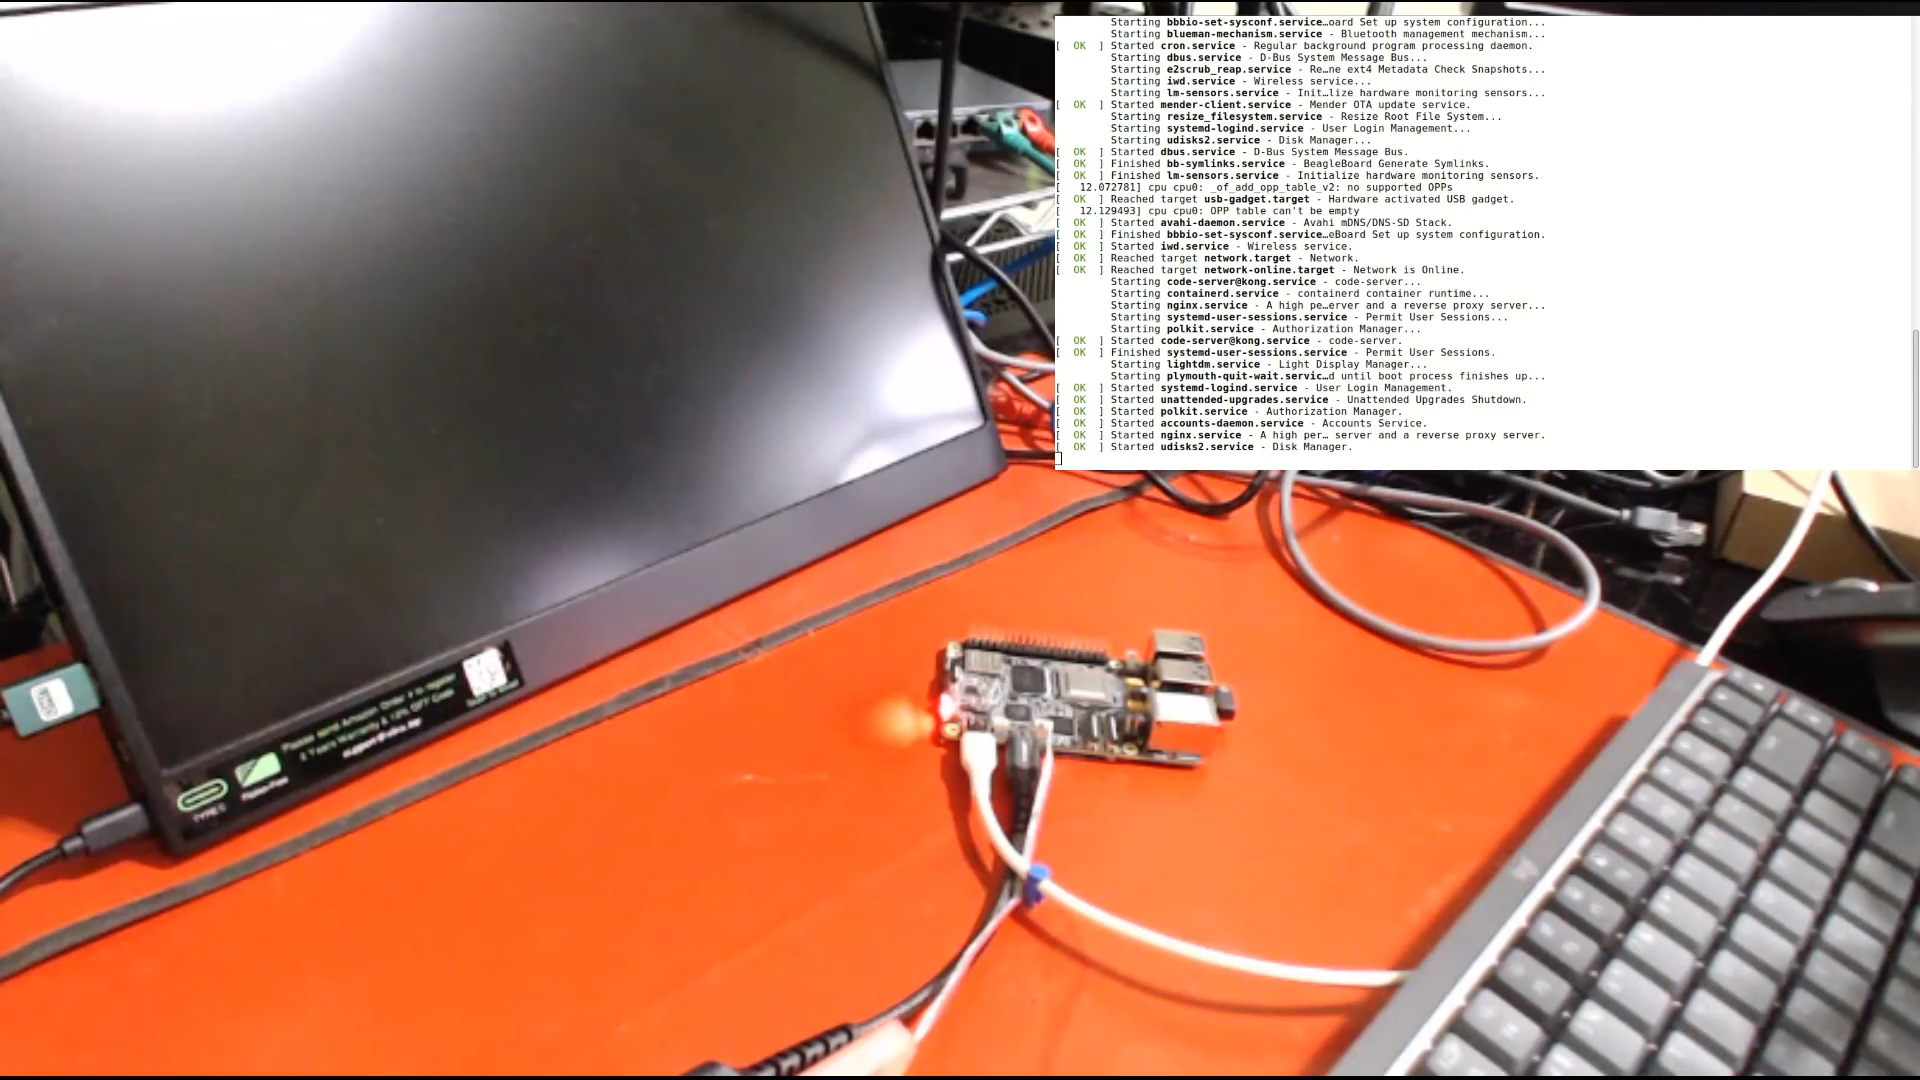 Starting bbbio-set-sysconf.service…oard Set up system configuration...
Starting blueman-mechanism.service - Bluetooth management mechanism...
[  OK  ] Started cron.service - Regular background program processing daemon.
Starting dbus.service - D-Bus System Message Bus...
Starting e2scrub_reap.service - Re…ne ext4 Metadata Check Snapshots...
Starting iwd.service - Wireless service...
Starting lm-sensors.service - Init…lize hardware monitoring sensors...
[  OK  ] Started mender-client.service - Mender OTA update service.
Starting resize_filesystem.service - Resize Root File System...
Starting systemd-logind.service - User Login Management...
Starting udisks2.service - Disk Manager...
[  OK  ] Started dbus.service - D-Bus System Message Bus.
[  OK  ] Finished bb-symlinks.service - BeagleBoard Generate Symlinks.
[  OK  ] Finished lm-sensors.service - Initialize hardware monitoring sensors.
[   12.072781] cpu cpu0: _of_add_opp_table_v2: no supported OPPs
[  OK  ] Reached target usb-gadget.target - Hardware activated USB gadget.
[   12.129493] cpu cpu0: OPP table can't be empty
[  OK  ] Started avahi-daemon.service - Avahi mDNS/DNS-SD Stack.
[  OK  ] Finished bbbio-set-sysconf.service…eBoard Set up system configuration.
[  OK  ] Started iwd.service - Wireless service.
[  OK  ] Reached target network.target - Network.
[  OK  ] Reached target network-online.target - Network is Online.
Starting code-server@kong.service - code-server...
Starting containerd.service - containerd container runtime...
Starting nginx.service - A high pe…erver and a reverse proxy server...
Starting systemd-user-sessions.service - Permit User Sessions...
Starting polkit.service - Authorization Manager...
[  OK  ] Started code-server@kong.service - code-server.
[  OK  ] Finished systemd-user-sessions.service - Permit User Sessions.
Starting lightdm.service - Light Display Manager...
Starting plymouth-quit-wait.servic…d until boot process finishes up...
[  OK  ] Started systemd-logind.service - User Login Management.
[  OK  ] Started unattended-upgrades.service - Unattended Upgrades Shutdown.
[  OK  ] Started polkit.service - Authorization Manager.
[  OK  ] Started accounts-daemon.service - Accounts Service.
[  OK  ] Started nginx.service - A high per… server and a reverse proxy server.
[  OK  ] Started udisks2.service - Disk Manager.
Please send Amazon Order # to register
2 Years Warranty & 10% OFF Code
TYPE C